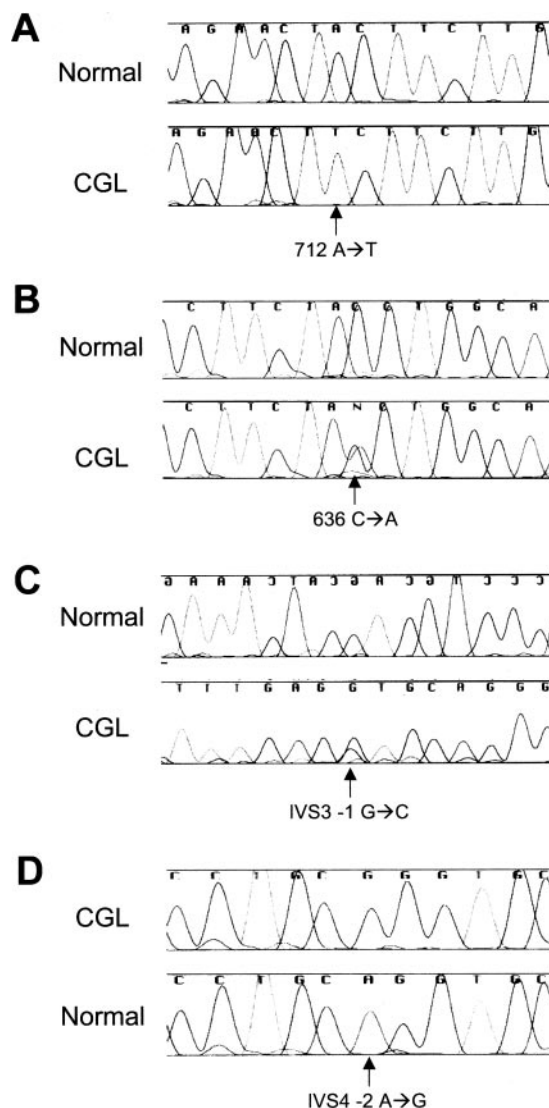 A
A G A A C T A C T T C T T G
Normal
A G A C T T C T T C T T G
CGL
712 A→T
B
C T T C T A G G T G G C A
Normal
C T T C T A N G T G G C A
CGL
636 C→A
C
G A A A C T A C G A C G T C C C
Normal
T T T G A G G T G C A G G G
CGL
IVS3 -1 G→C
D
C C T G C G G G T G C
CGL
C C T G C A G G T G C
Normal
IVS4 -2 A→G